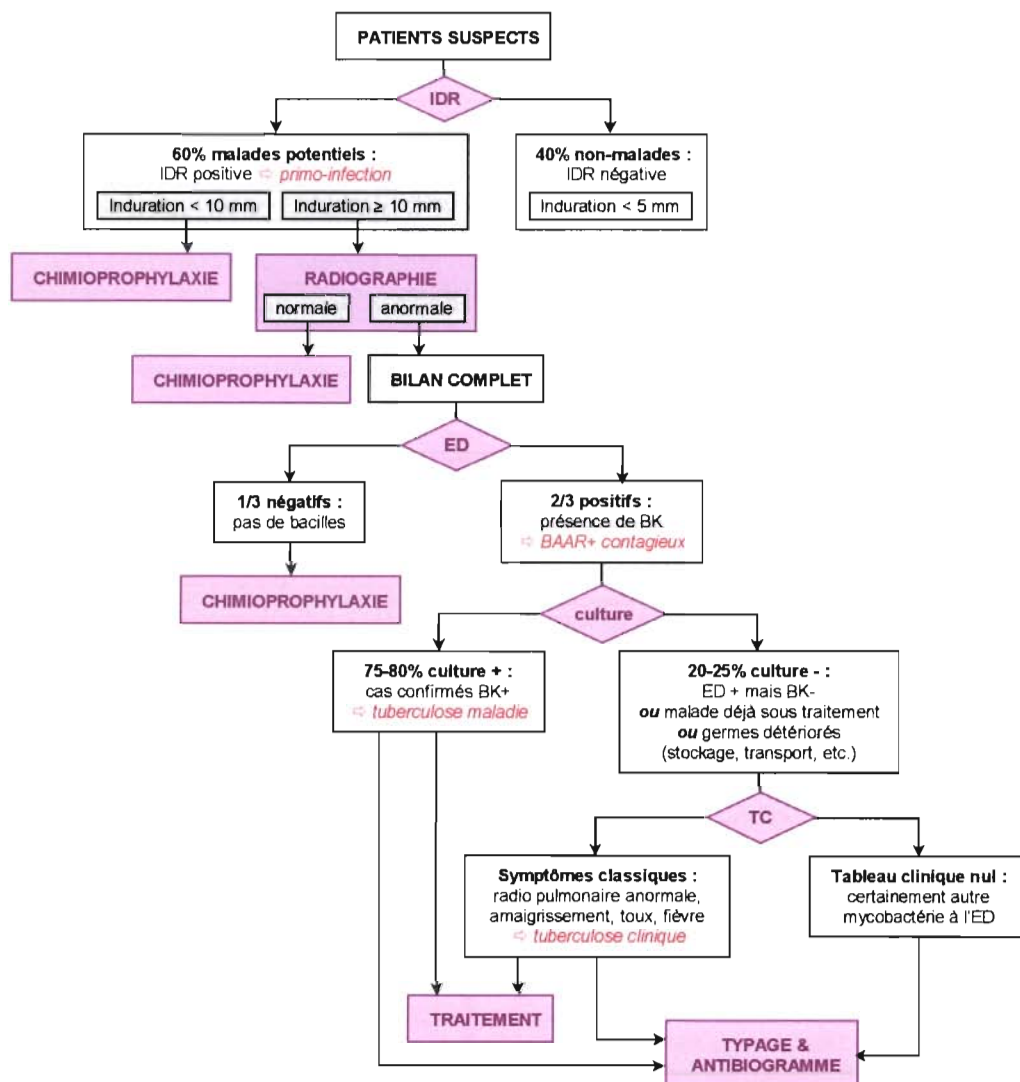 PATIENTS SUSPECTS
IDR
60% malades potentiels :
IDR positive ⇨ primo-infection
Induration < 10 mm
Induration ≥ 10 mm
40% non-malades :
IDR négative
Induration < 5 mm
CHIMIOPROPHYLAXIE
RADIOGRAPHIE
normale
anormale
CHIMIOPROPHYLAXIE
BILAN COMPLET
ED
1/3 négatifs :
pas de bacilles
2/3 positifs :
présence de BK
⇨ BAAR+ contagieux
CHIMIOPROPHYLAXIE
culture
75-80% culture + :
cas confirmés BK+
⇨ tuberculose maladie
20-25% culture - :
ED + mais BK-
ou malade déjà sous traitement
ou germes détériorés
(stockage, transport, etc.)
TC
Symptômes classiques :
radio pulmonaire anormale,
amaigrissement, toux, fièvre
⇨ tuberculose clinique
Tableau clinique nul :
certainement autre
mycobactérie à l'ED
TRAITEMENT
TYPAGE &
ANTIBIOGRAMME